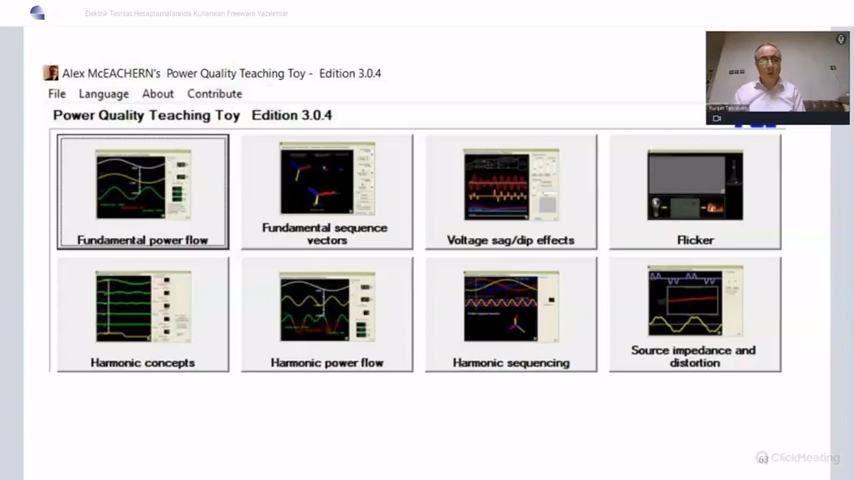 Elektrik Tesisat Hesaplamalarında Kullanılan Freeware Yazılımlar
Alex McEACHERN's Power Quality Teaching Toy - Edition 3.0.4
File Language About Contribute
Power Quality Teaching Toy Edition 3.0.4
Fundamental power flow
Fundamental sequence
vectors
Voltage sag/dip effects
Flicker
Harmonic concepts
Harmonic power flow
Harmonic sequencing
Source impedance and
distortion
63
ClickMeeting